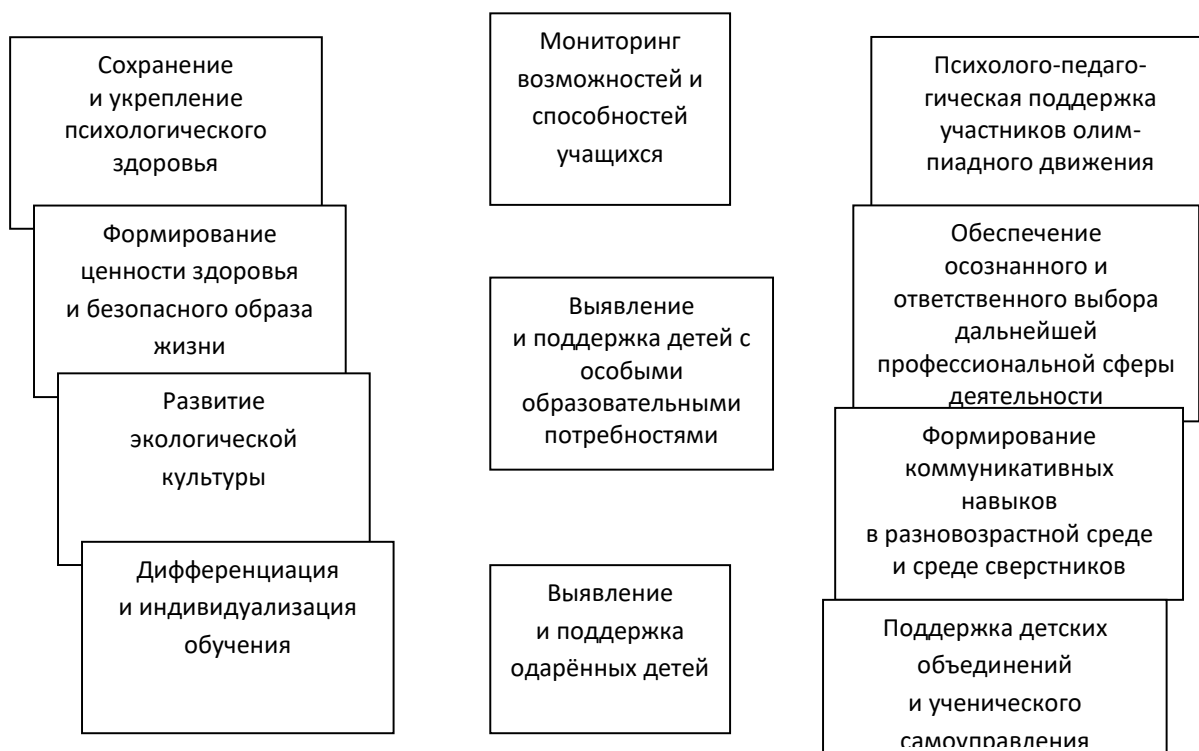 Сохранение
и укрепление
психологического
здоровья
Формирование
ценности здоровья
и безопасного образа
жизни
Развитие
экологической
культуры
Дифференциация
и индивидуализация
обучения
Мониторинг
возможностей и
способностей
учащихся
Выявление
и поддержка детей с
особыми
образовательными
потребностями
Выявление
и поддержка
одарённых детей
Психолого-педаго-
гическая поддержка
участников олим-
пиадного движения
Обеспечение
осознанного и
ответственного выбора
дальнейшей
профессиональной сферы
деятельности
Формирование
коммуникативных
навыков
в разновозрастной среде
и среде сверстников
Поддержка детских
объединений
и ученического
самоуправления